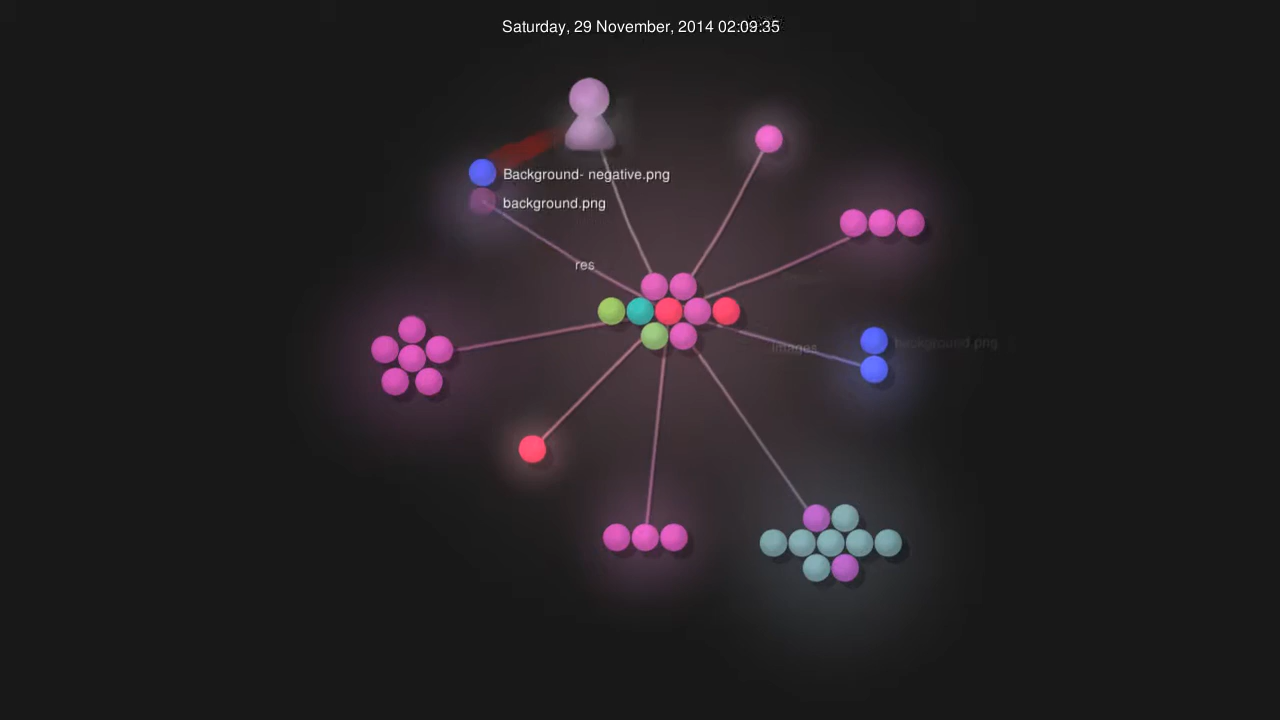 Saturday, 29 November, 2014 02:09:35
Background- negative.png
background.png
res
images
background.png